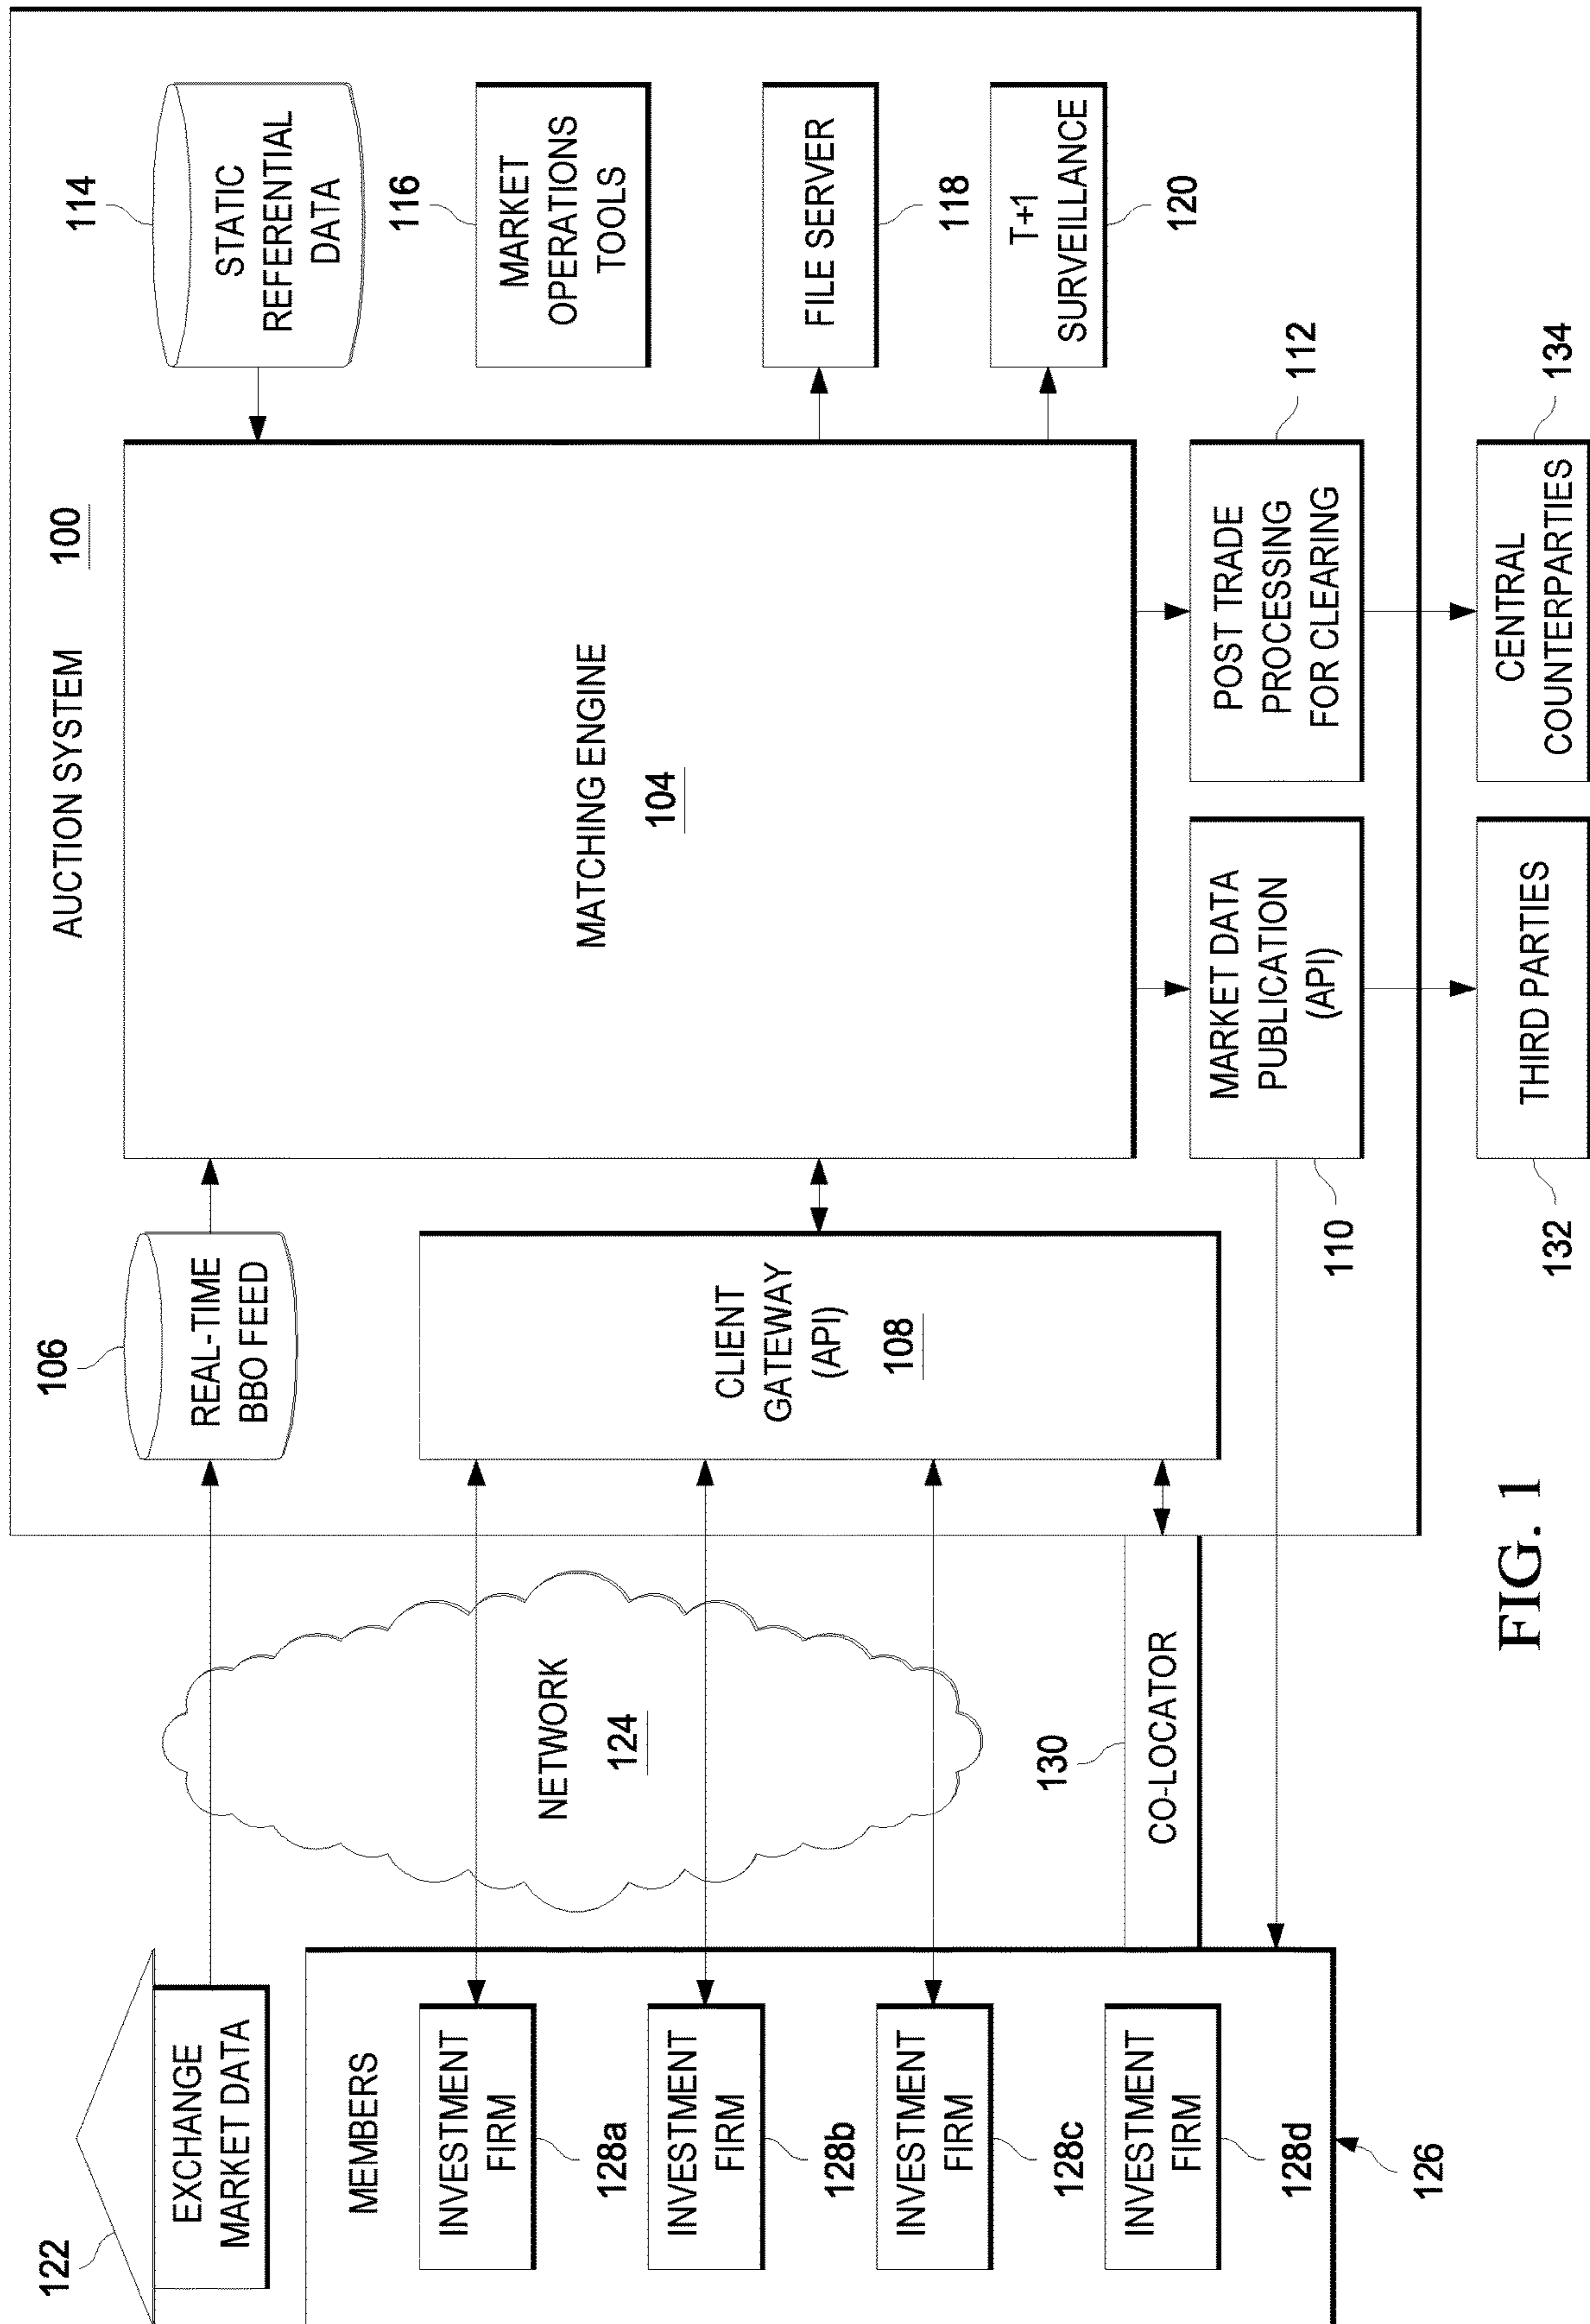 AUCTION SYSTEM 100
122
EXCHANGE
MARKET DATA
106
REAL-TIME
BBO FEED
114
STATIC
REFERENTIAL
DATA
MATCHING ENGINE
104
116
MARKET
OPERATIONS
TOOLS
FILE SERVER
118
T+1
SURVEILLANCE
120
NETWORK
124
CLIENT
GATEWAY
(API)
108
MEMBERS
INVESTMENT
FIRM
128a
INVESTMENT
FIRM
128b
INVESTMENT
FIRM
128c
INVESTMENT
FIRM
128d
126
130
CO-LOCATOR
MARKET DATA
PUBLICATION
(API)
110
POST TRADE
PROCESSING
FOR CLEARING
112
THIRD PARTIES
132
CENTRAL
COUNTERPARTIES
134
FIG. 1